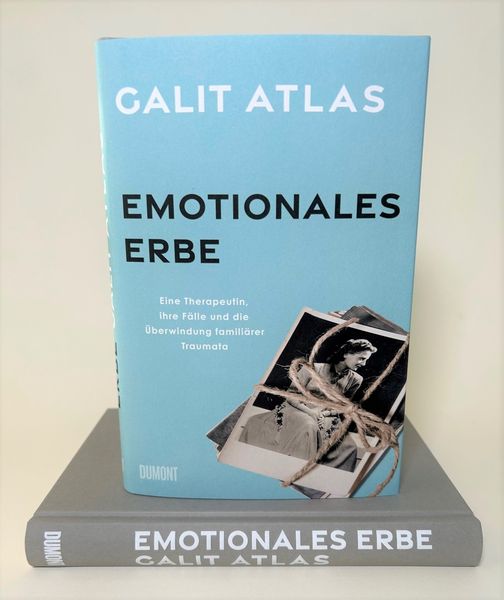 GALIT ATLAS
EMOTIONALES
ERBE
Eine Therapeutin,
ihre Fälle und die
Überwindung familiärer
Traumata
DUMONT
DUMONT
EMOTIONALES ERBE
GALIT ATLAS